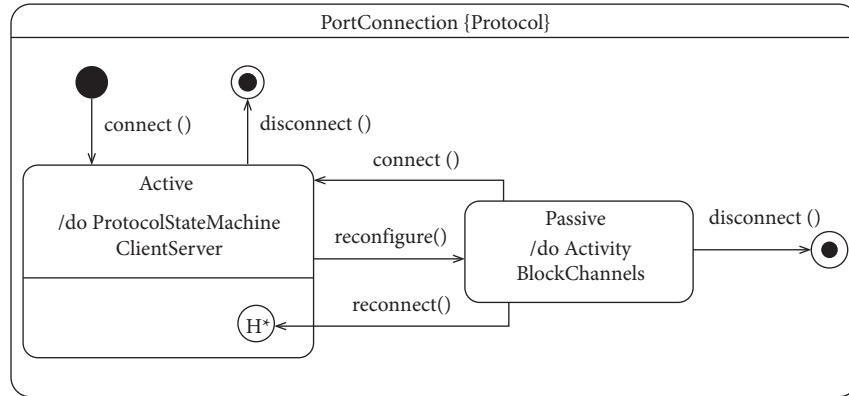 PortConnection {Protocol}
connect ()
disconnect ()
connect ()
Active
/do ProtocolStateMachine
ClientServer
reconfigure()
Passive
/do Activity
BlockChannels
disconnect ()
reconnect()
H*